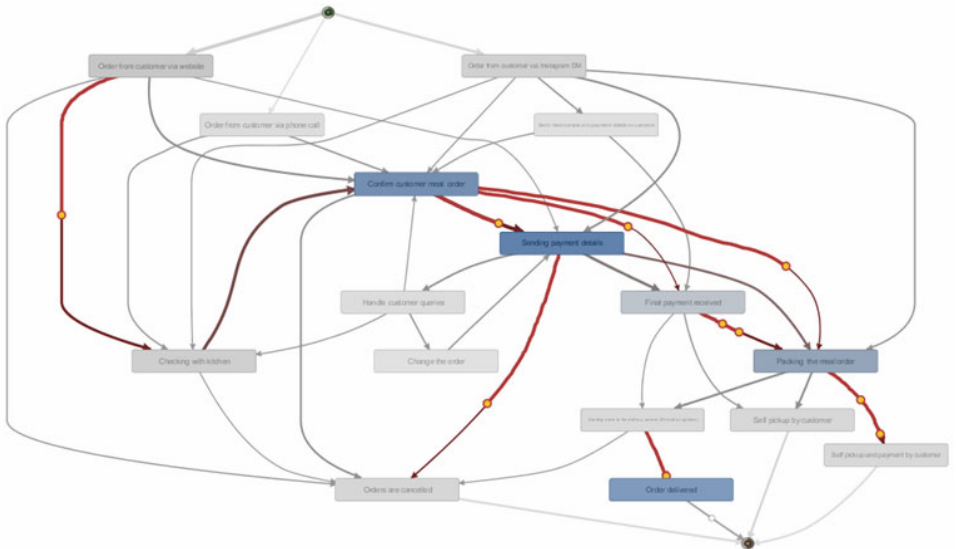 Order from customer via website
Order from customer via Instagram DM
Order from customer via phone call
Confirm customer meal order
Sending payment details
Handle customer queries
Final payment received
Checking with kitchen
Change the order
Packing the meal order
Self pickup by customer
Self pickup and payment by customer
Orders are cancelled
Order delivered